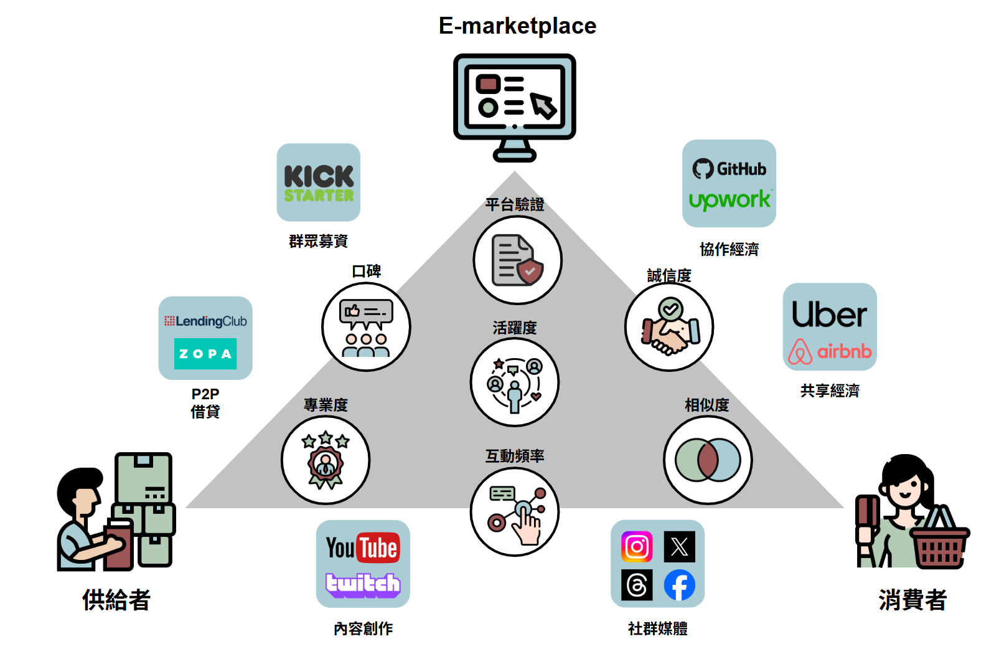 E-marketplace
KICK
STARTER
群眾募資
GitHub
upwork
協作經濟
平台驗證
口碑
誠信度
LendingClub
ZOPA
P2P
借貸
活躍度
Uber
airbnb
共享經濟
專業度
相似度
互動頻率
YouTube
twitch
內容創作
社群媒體
供給者
消費者